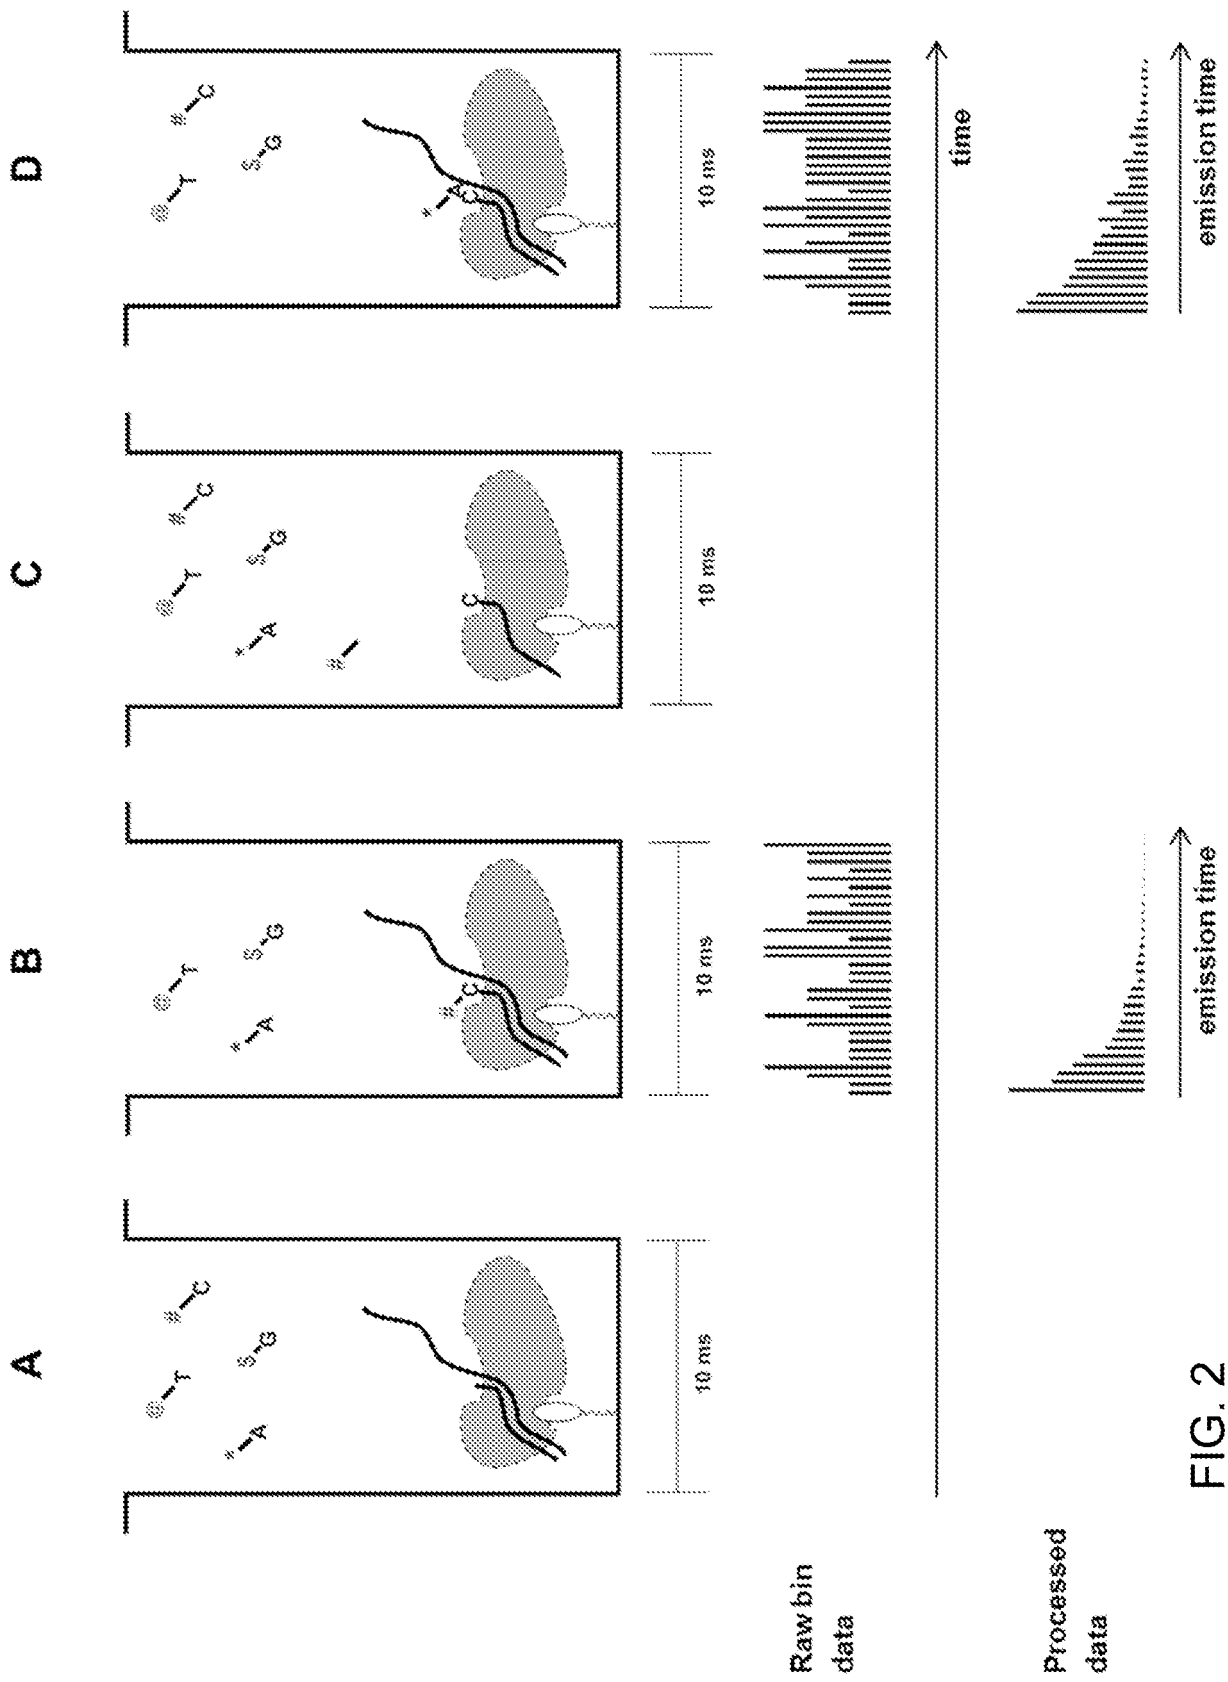 A
B
C
D
@ T
# C
S G
* A
10 ms
@ T
S G
* A
# C
10 ms
@ T
# C
S G
* A
#
C
10 ms
@ T
# C
S G
* A
C
10 ms
Raw bin
data
time
Processed
data
emission time
emission time
FIG. 2